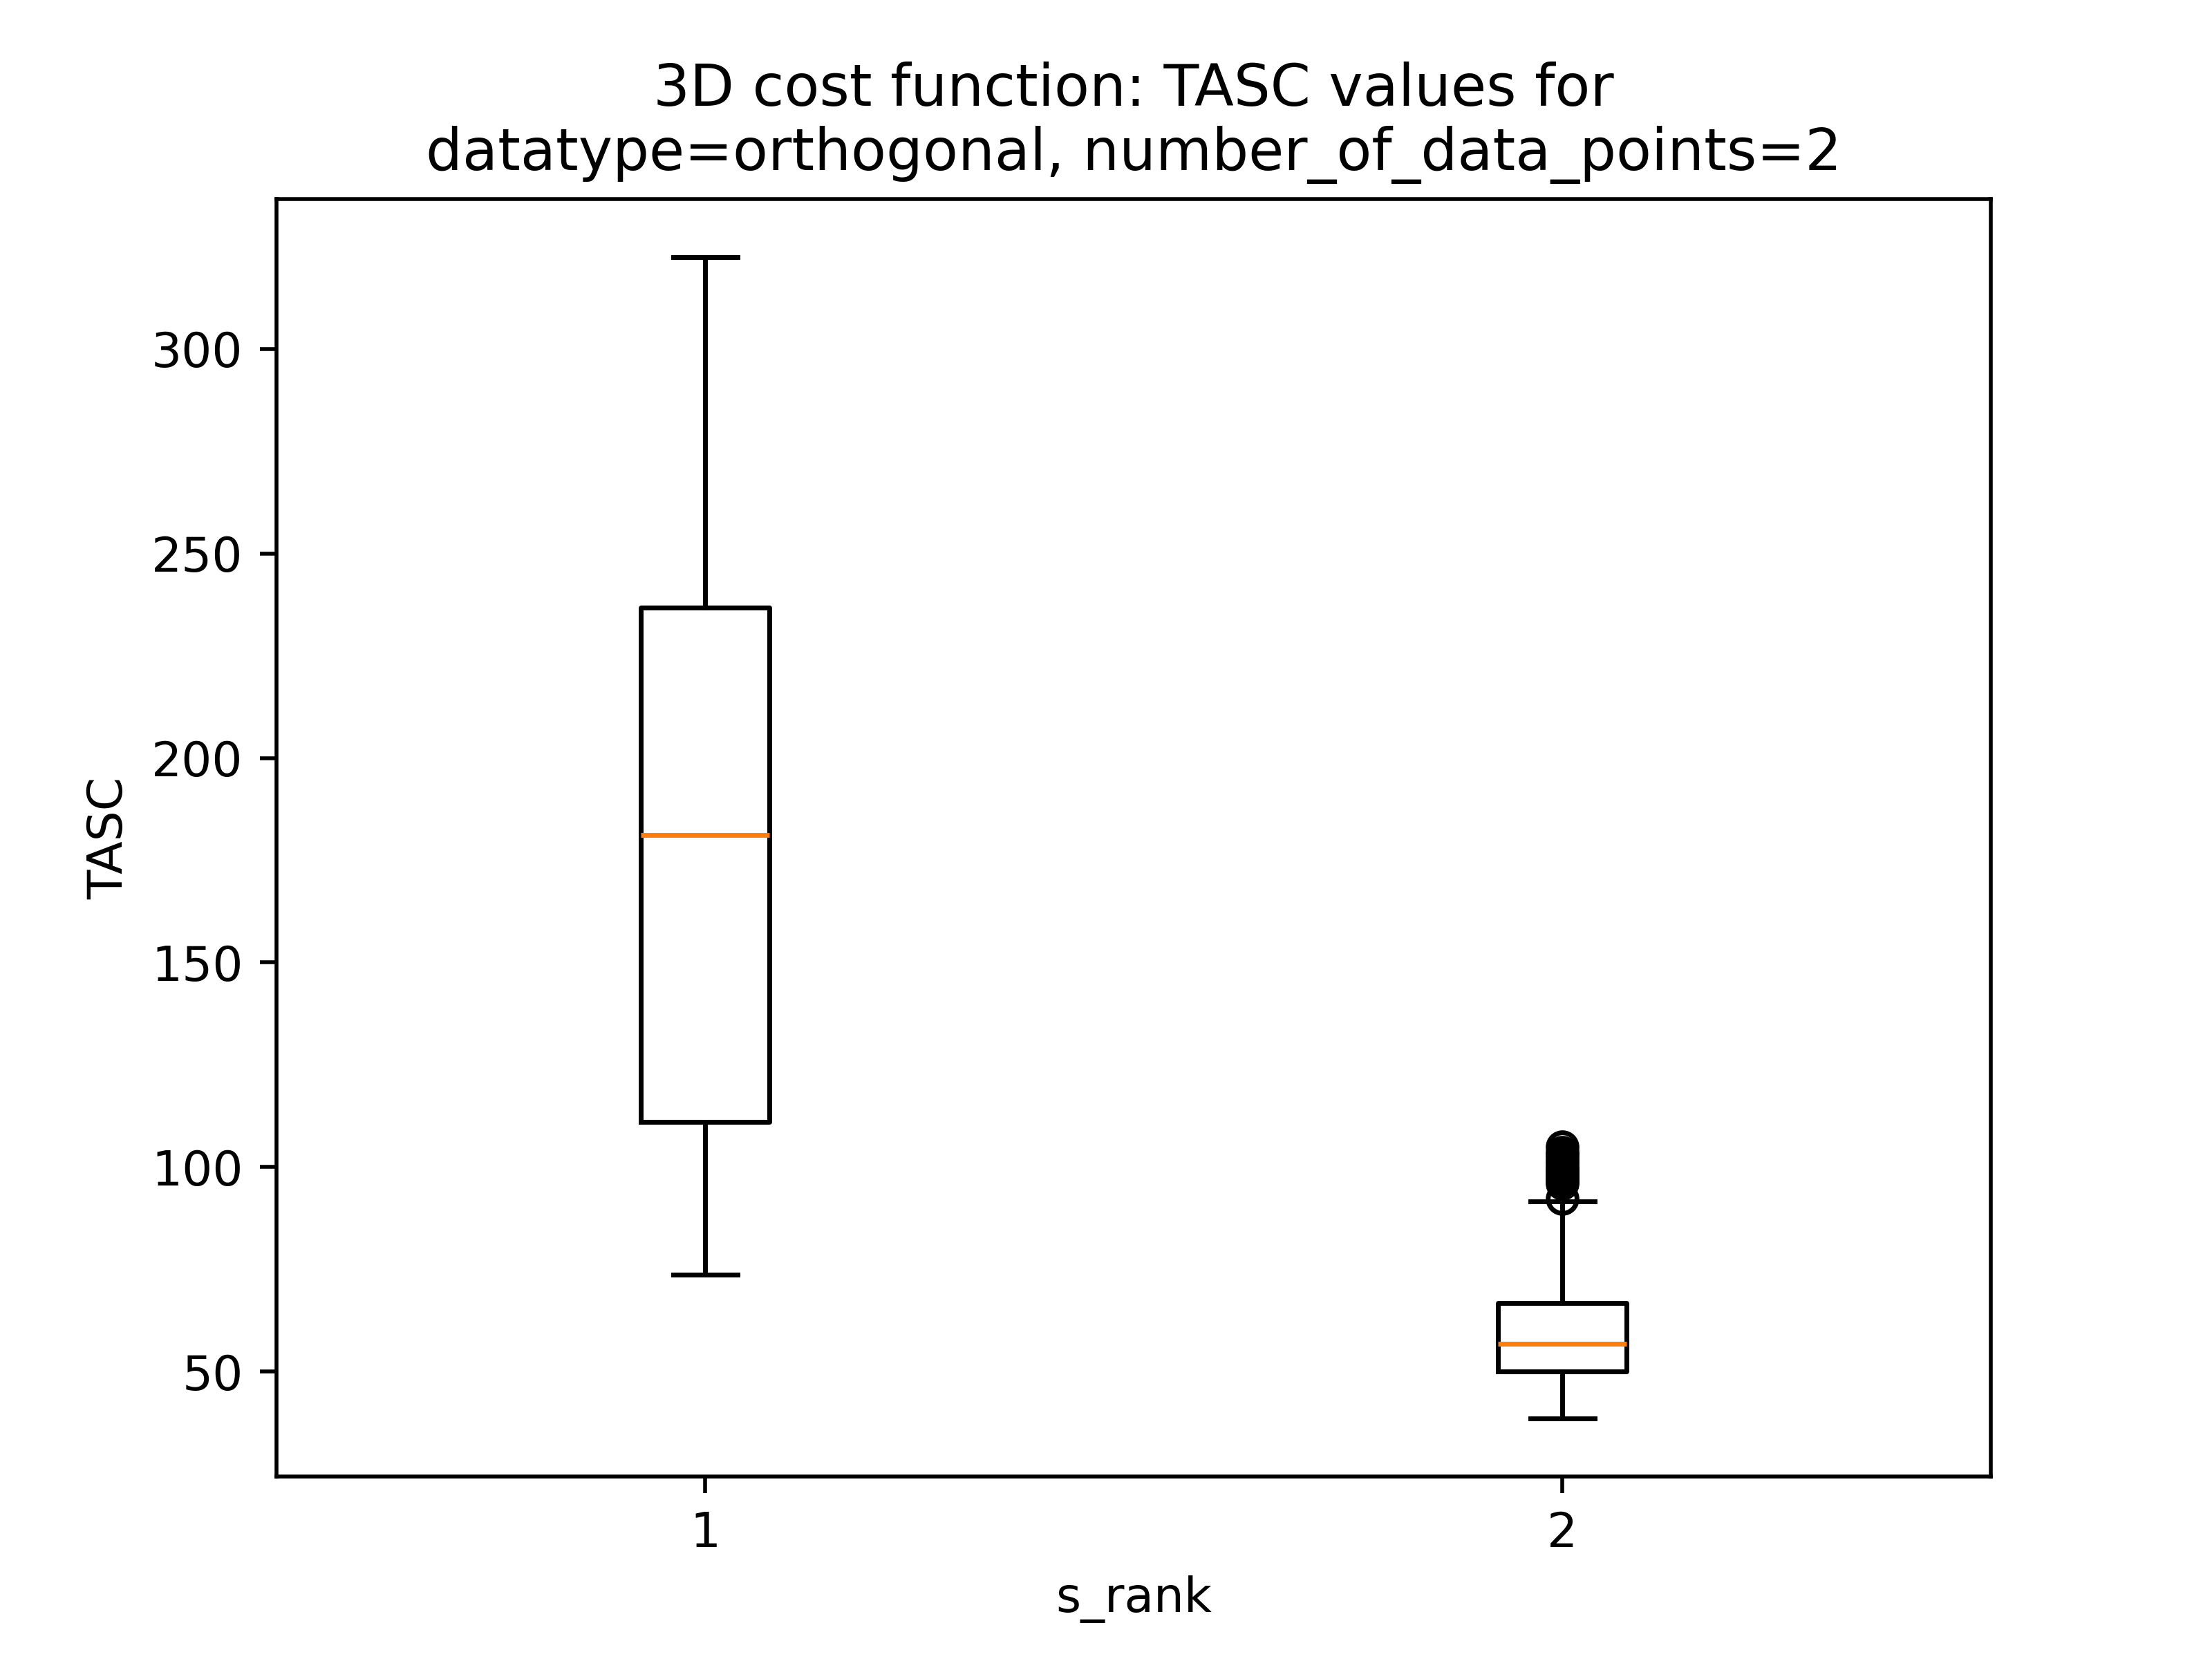 3D cost function: TASC values for
datatype=orthogonal, number_of_data_points=2
TASC
300
250
200
150
100
50
1
2
s_rank